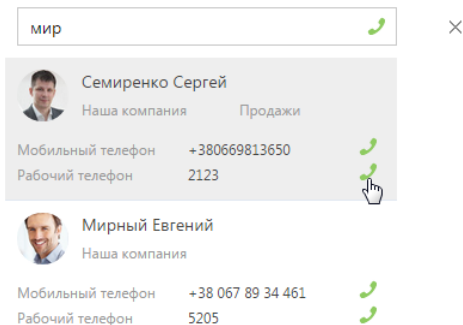 мир
Семиренко Сергей
Наша компания Продажи
Мобильный телефон +380669813650
Рабочий телефон 2123
Мирный Евгений
Наша компания
Мобильный телефон +38 067 89 34 461
Рабочий телефон 5205